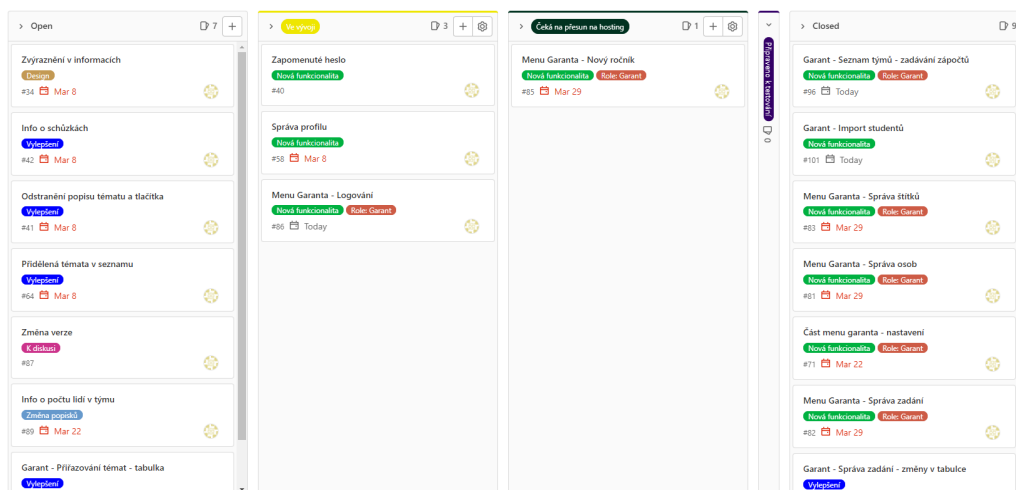 Open
7
Zvýraznění v informacích
Design
#34 Mar 8
Info o schůzkách
Vylepšení
#42 Mar 8
Odstranění popisu tématu a tlačítka
Vylepšení
#41 Mar 8
Přidělená témata v seznamu
Vylepšení
#64 Mar 8
Změna verze
K diskusi
#87
Info o počtu lidí v týmu
Změna popisků
#89 Mar 22
Garant - Přiřazování témat - tabulka
Vylepšení
Ve vývoji
3
Zapomenuté heslo
Nová funkcionalita
#40
Správa profilu
Nová funkcionalita
#58 Mar 8
Menu Garanta - Logování
Nová funkcionalita Role: Garant
#86 Today
Čeká na přesun na hosting
1
Menu Garanta - Nový ročník
Nová funkcionalita Role: Garant
#85 Mar 29
Připraveno k testování
0
Closed
9
Garant - Seznam týmů - zadávání zápočtů
Nová funkcionalita Role: Garant
#96 Today
Garant - Import studentů
Nová funkcionalita
#101 Today
Menu Garanta - Správa štítků
Nová funkcionalita Role: Garant
#83 Mar 29
Menu Garanta - Správa osob
Nová funkcionalita Role: Garant
#81 Mar 29
Část menu garanta - nastavení
Nová funkcionalita Role: Garant
#71 Mar 22
Menu Garanta - Správa zadání
Nová funkcionalita Role: Garant
#82 Mar 29
Garant - Správa zadání - změny v tabulce
Vylepšení